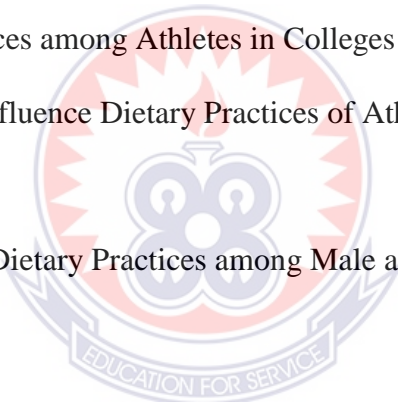 ces among Athletes in Colleges
fluence Dietary Practices of Ath
Dietary Practices among Male a
EDUCATION FOR SERVICE